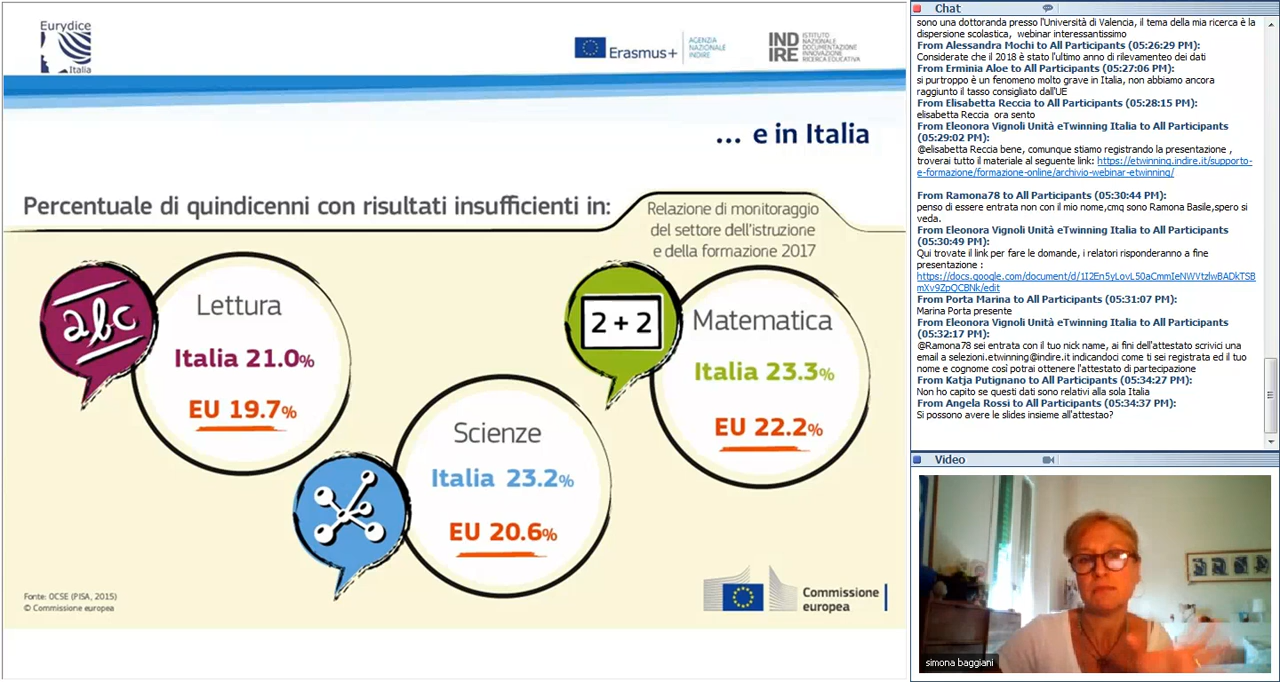 Eurydice
Italia
Erasmus+
AGENZIA
NAZIONALE
INDIRE
INDIRE
ISTITUTO
NAZIONALE
DOCUMENTAZIONE
INNOVAZIONE
RICERCA EDUCATIVA
... e in Italia
Percentuale di quindicenni con risultati insufficienti in:
Relazione di monitoraggio
del settore dell'istruzione
e della formazione 2017
abc
Lettura
Italia 21.0%
EU 19.7%
2 + 2
Matematica
Italia 23.3%
EU 22.2%
Scienze
Italia 23.2%
EU 20.6%
Fonte: OCSE (PISA, 2015)
© Commissione europea
Commissione
europea
Chat
sono una dottoranda presso l'Università di Valencia, il tema della mia ricerca è la
dispersione scolastica, webinar interessantissimo
From Alessandra Mochi to All Participants (05:26:29 PM):
Considerate che il 2018 è stato l'ultimo anno di rilevamenteo dei dati
From Erminia Aloe to All Participants (05:27:06 PM):
si purtroppo è un fenomeno molto grave in Italia, non abbiamo ancora
raggiunto il tasso consigliato dall'UE
From Elisabetta Reccia to All Participants (05:28:15 PM):
elisabetta Reccia ora sento
From Eleonora Vignoli Unità eTwinning Italia to All Participants
(05:29:02 PM):
@elisabetta Reccia bene, comunque stiamo registrando la presentazione ,
troverai tutto il materiale al seguente link: https://etwinning.indire.it/supporto-
e-formazione/formazione-online/archivio-webinar-etwinning/
From Ramona78 to All Participants (05:30:44 PM):
penso di essere entrata non con il mio nome,cmq sono Ramona Basile,spero si
veda.
From Eleonora Vignoli Unità eTwinning Italia to All Participants
(05:30:49 PM):
Qui trovate il link per fare le domande, i relatori risponderanno a fine
presentazione :
https://docs.google.com/document/d/1I2En5yLovL50aCmmIeNWVtzlwBADkTSB
mXv9ZpQCBNk/edit
From Porta Marina to All Participants (05:31:07 PM):
Marina Porta presente
From Eleonora Vignoli Unità eTwinning Italia to All Participants
(05:32:17 PM):
@Ramona78 sei entrata con il tuo nick name, ai fini dell'attestato scrivici una
email a selezioni.etwinning@indire.it indicandoci come ti sei registrata ed il tuo
nome e cognome così potrai ottenere l'attestato di partecipazione
From Katja Putignano to All Participants (05:34:27 PM):
Non ho capito se questi dati sono relativi alla sola Italia
From Angela Rossi to All Participants (05:34:37 PM):
Si possono avere le slides insieme all'attestao?
Video
simona baggiani